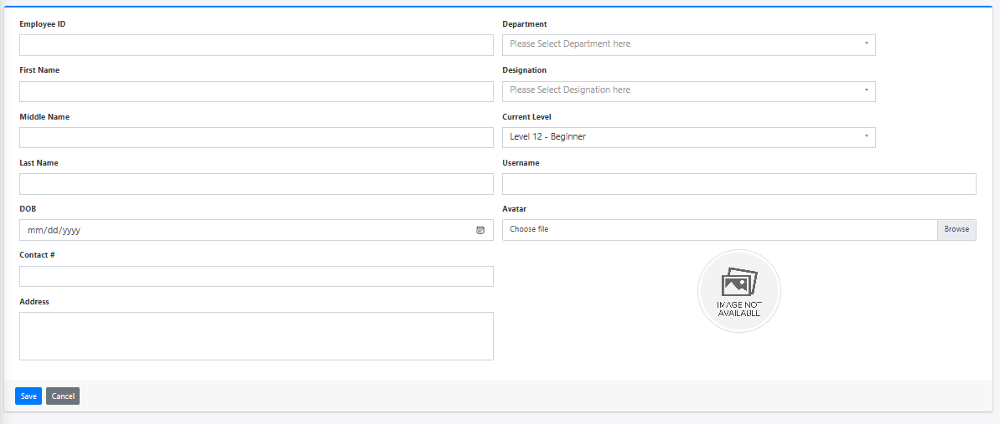 Employee ID
First Name
Middle Name
Last Name
DOB
mm/dd/yyyy
Contact #
Address
Department
Please Select Department here
Designation
Please Select Designation here
Current Level
Level 12 - Beginner
Username
Avatar
Choose file
Browse
IMAGE NOT
AVAILABLE
Save
Cancel